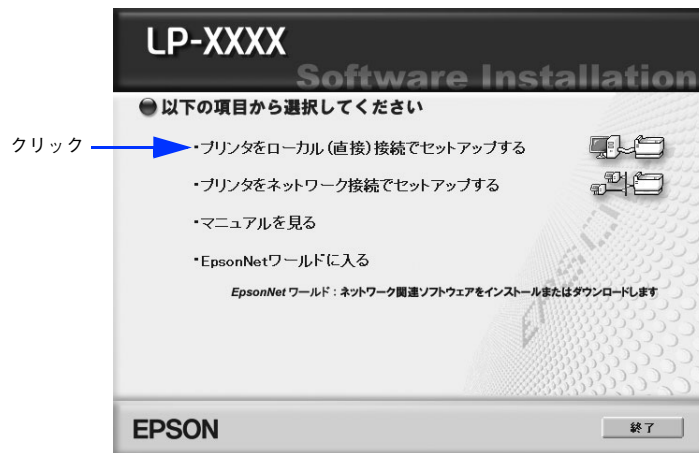 LP-XXXX
Software Installation
以下の項目から選択してください
クリック
・プリンタをローカル(直接)接続でセットアップする
・プリンタをネットワーク接続でセットアップする
・マニュアルを見る
・EpsonNetワールドに入る
EpsonNet ワールド：ネットワーク関連ソフトウェアをインストールまたはダウンロードします
EPSON
EPSON
終了